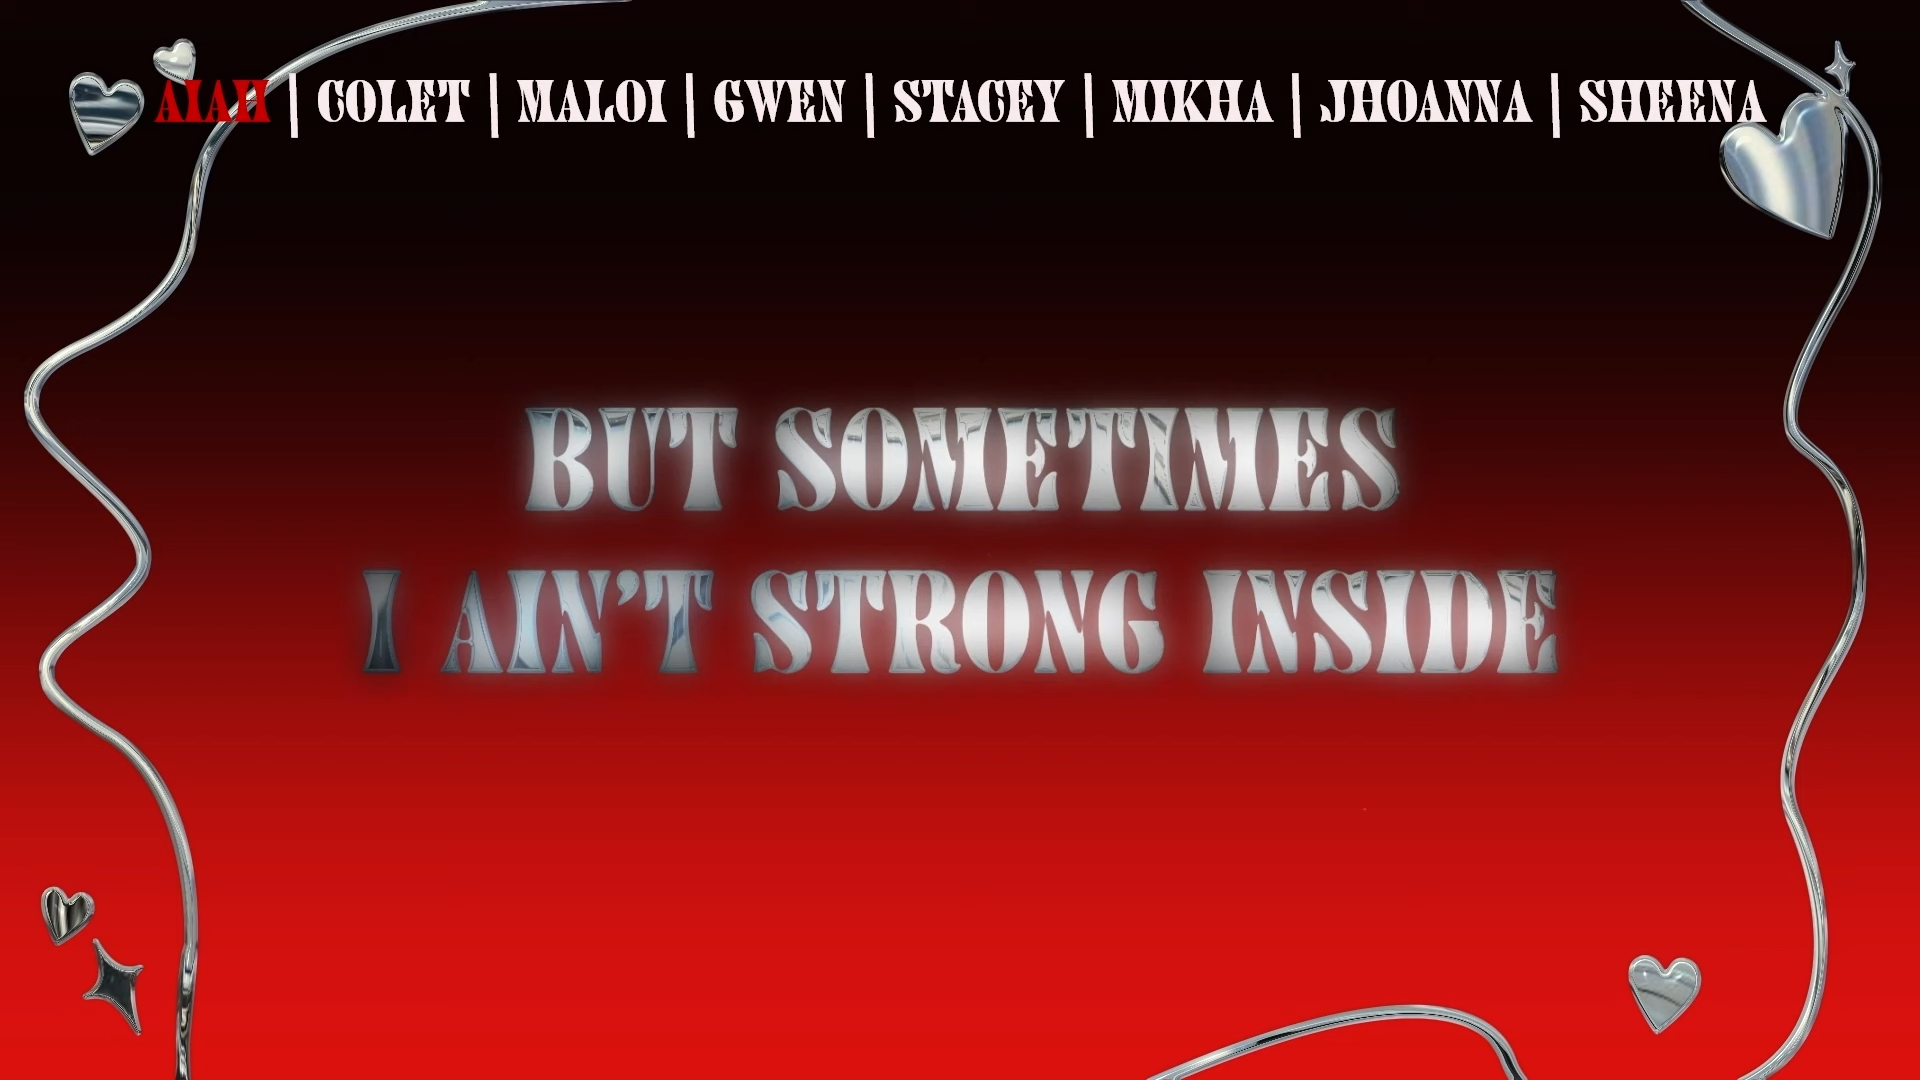 AIAH | COLET | MALOI | GWEN | STACEY | MIKHA | JHOANNA | SHEENA
BUT SOMETIMES
I AIN'T STRONG INSIDE